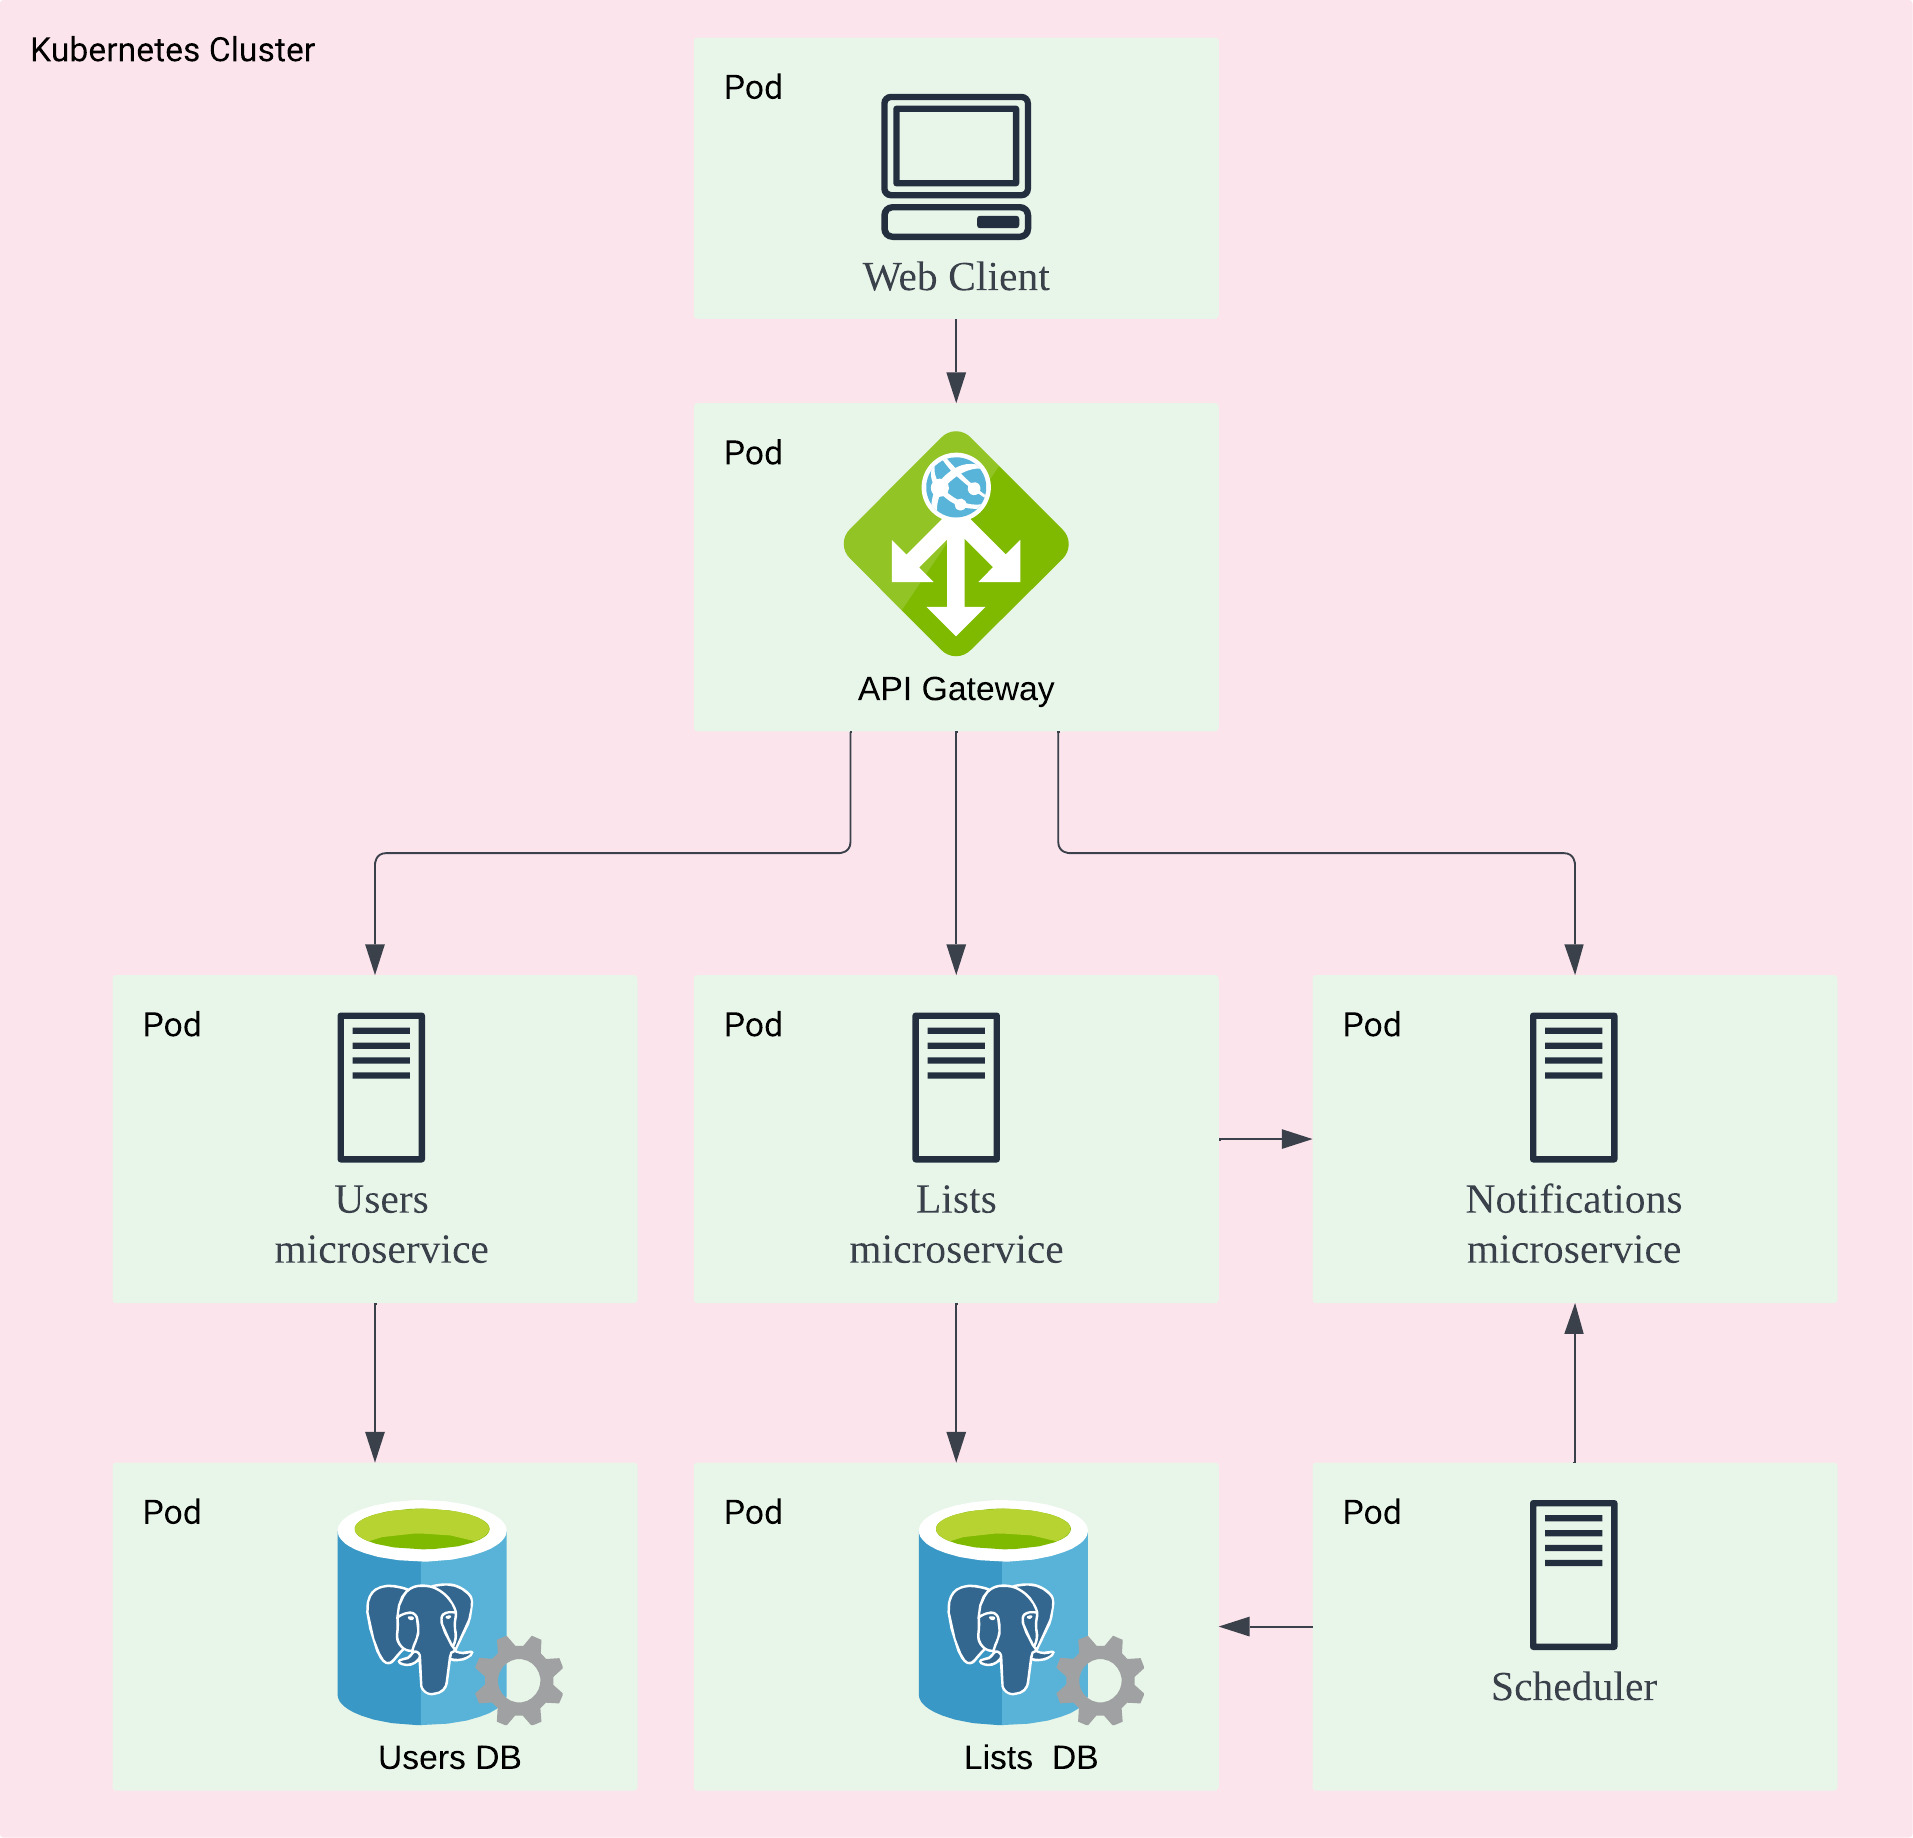 Kubernetes Cluster
Pod
Web Client
Pod
API Gateway
Pod
Users
microservice
Pod
Lists
microservice
Pod
Notifications
microservice
Pod
Users DB
Pod
Lists  DB
Pod
Scheduler